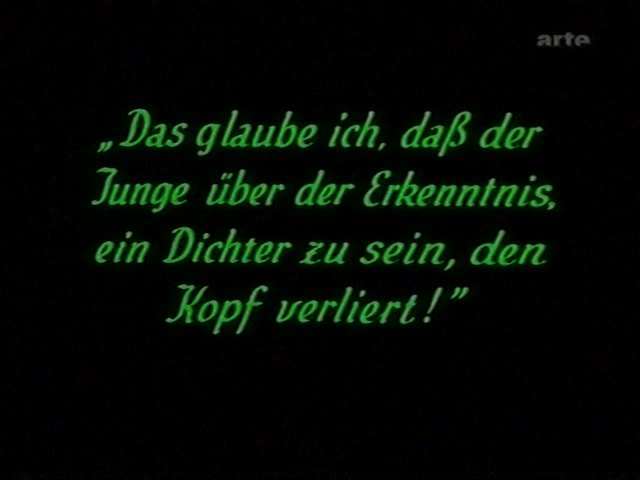 arte
„Das glaube ich, daß der
Junge über der Erkenntnis,
ein Dichter zu sein, den
Kopf verliert!”